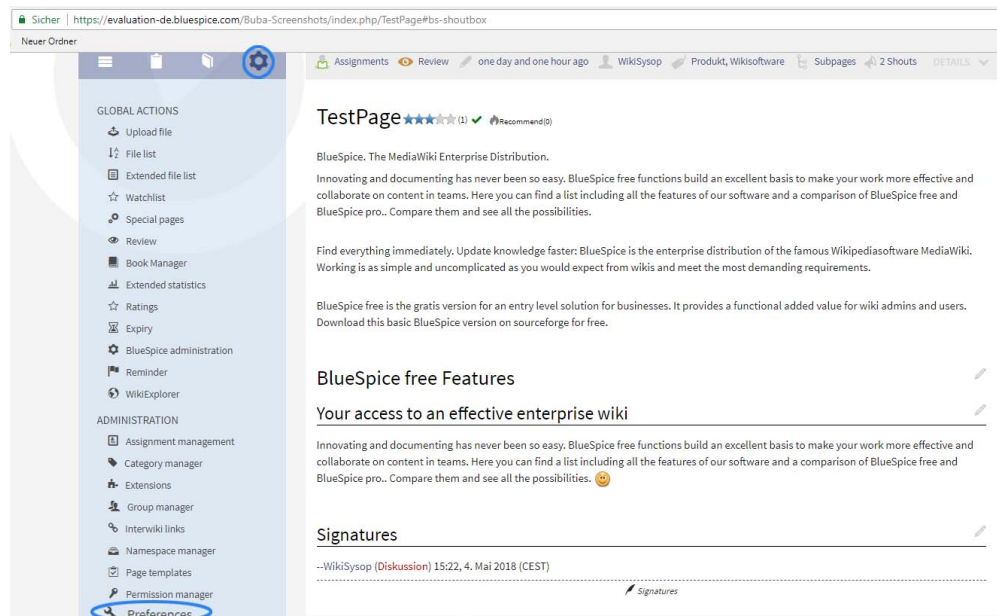 Sicher | https://evaluation-de.bluespice.com/Buba-Screenshots/index.php/TestPage#bs-shoutbox
Neuer Ordner
Assignments Review one day and one hour ago WikiSysop Produkt, Wikisoftware Subpages 2 Shouts DETAILS
GLOBAL ACTIONS
Upload file
File list
Extended file list
Watchlist
Special pages
Review
Book Manager
Extended statistics
Ratings
Expiry
BlueSpice administration
Reminder
WikiExplorer
ADMINISTRATION
Assignment management
Category manager
Extensions
Group manager
Interwiki links
Namespace manager
Page templates
Permission manager
Preferences
TestPage (1) Recommend(0)
BlueSpice. The MediaWiki Enterprise Distribution.
Innovating and documenting has never been so easy. BlueSpice free functions build an excellent basis to make your work more effective and
collaborate on content in teams. Here you can find a list including all the features of our software and a comparison of BlueSpice free and
BlueSpice pro.. Compare them and see all the possibilities.
Find everything immediately. Update knowledge faster: BlueSpice is the enterprise distribution of the famous Wikipediasoftware MediaWiki.
Working is as simple and uncomplicated as you would expect from wikis and meet the most demanding requirements.
BlueSpice free is the gratis version for an entry level solution for businesses. It provides a functional added value for wiki admins and users.
Download this basic BlueSpice version on sourceforge for free.
BlueSpice free Features
Your access to an effective enterprise wiki
Innovating and documenting has never been so easy. BlueSpice free functions build an excellent basis to make your work more effective and
collaborate on content in teams. Here you can find a list including all the features of our software and a comparison of BlueSpice free and
BlueSpice pro.. Compare them and see all the possibilities.
Signatures
--WikiSysop (Diskussion) 15:22, 4. Mai 2018 (CEST)
Signatures